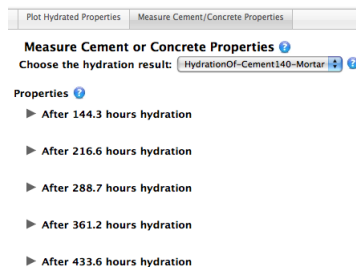 Plot Hydrated Properties Measure Cement/Concrete Properties
Measure Cement or Concrete Properties
Choose the hydration result: HydrationOf-Cement140-Mortar
Properties
After 144.3 hours hydration
After 216.6 hours hydration
After 288.7 hours hydration
After 361.2 hours hydration
After 433.6 hours hydration